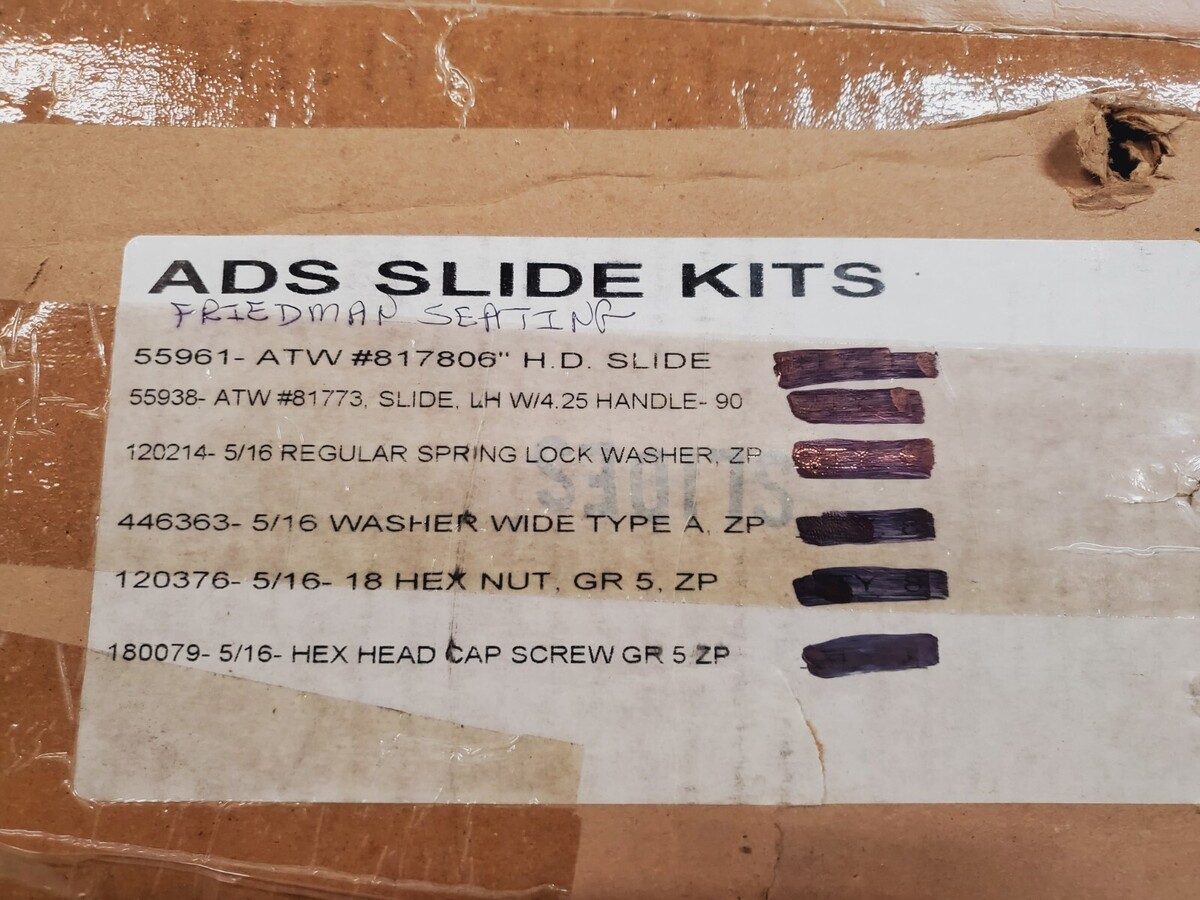 ADS SLIDE KITS
FRIEDMAN SEATING
55961- ATW #817806" H.D. SLIDE
55938- ATW #81773, SLIDE, LH W/4.25 HANDLE- 90
120214- 5/16 REGULAR SPRING LOCK WASHER, ZP
SLIDES
446363- 5/16 WASHER WIDE TYPE A, ZP
120376- 5/16- 18 HEX NUT, GR 5, ZP
180079- 5/16- HEX HEAD CAP SCREW GR 5 ZP